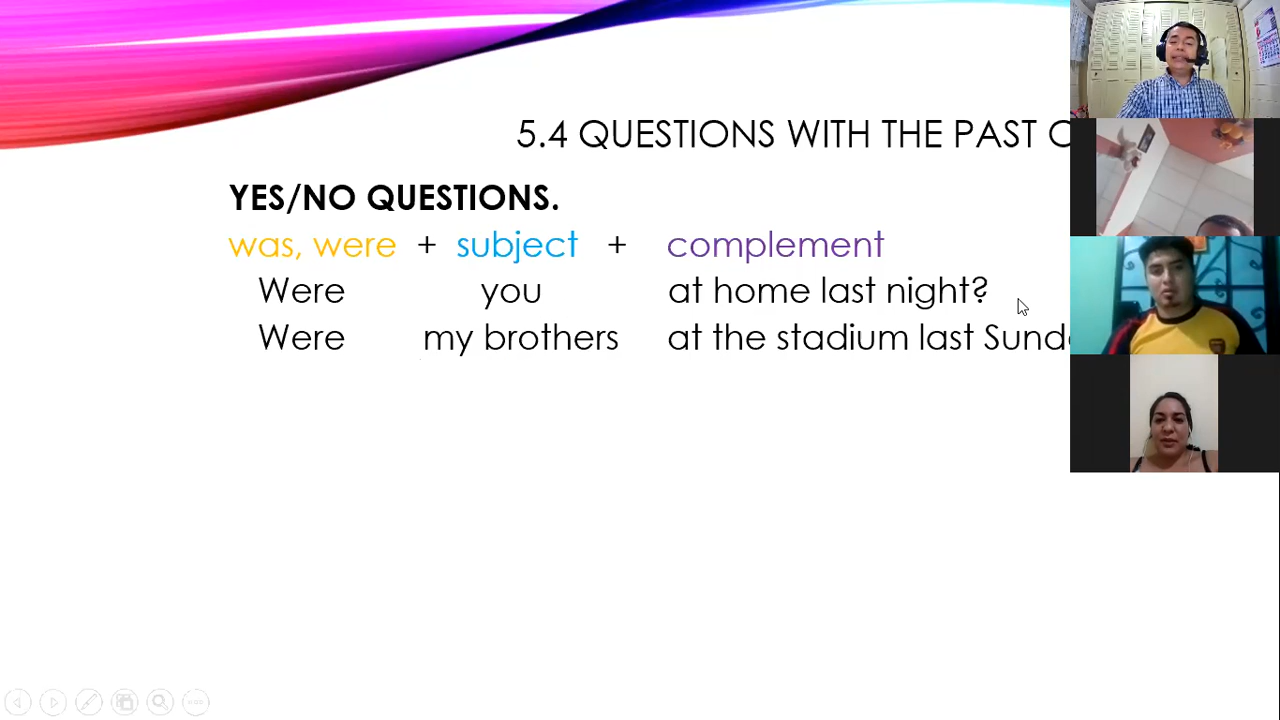 5.4 QUESTIONS WITH THE PAST
YES/NO QUESTIONS.
was, were + subject + complement
Were you at home last night?
Were my brothers at the stadium last